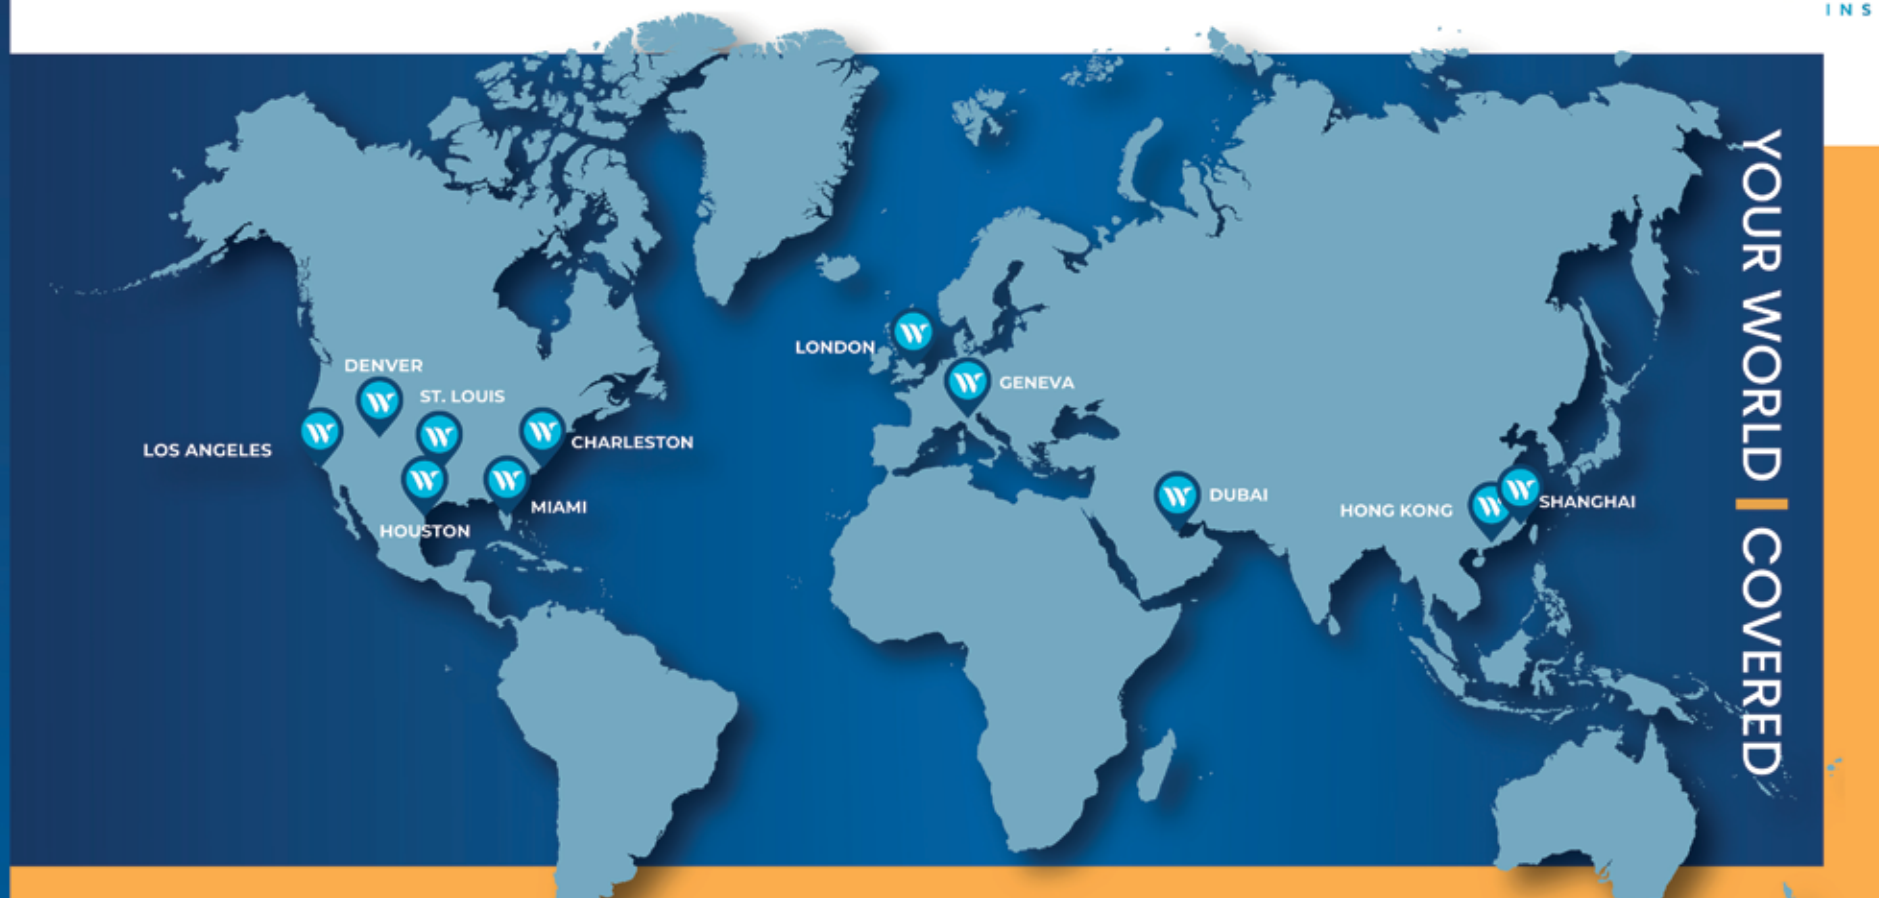 INS
DENVER
ST. LOUIS
LOS ANGELES
CHARLESTON
MIAMI
HOUSTON
LONDON
GENEVA
DUBAI
HONG KONG
SHANGHAI
YOUR WORLD | COVERED